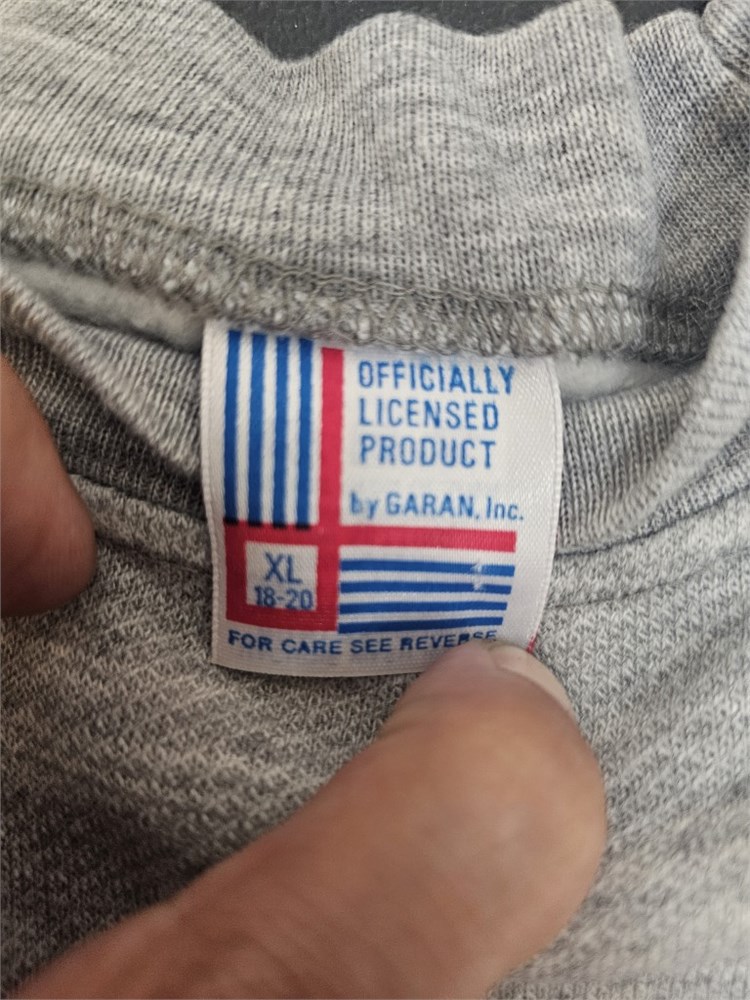 OFFICIALLY
LICENSED
PRODUCT
by GARAN, Inc.
XL
18-20
FOR CARE SEE REVERSE